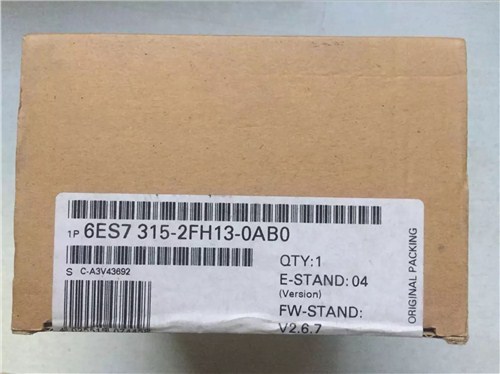 1P 6ES7 315-2FH13-0AB0
S C-A3V43692
QTY:1
E-STAND: 04
(Version)
FW-STAND:
V2.6.7
ORIGINAL PACKING